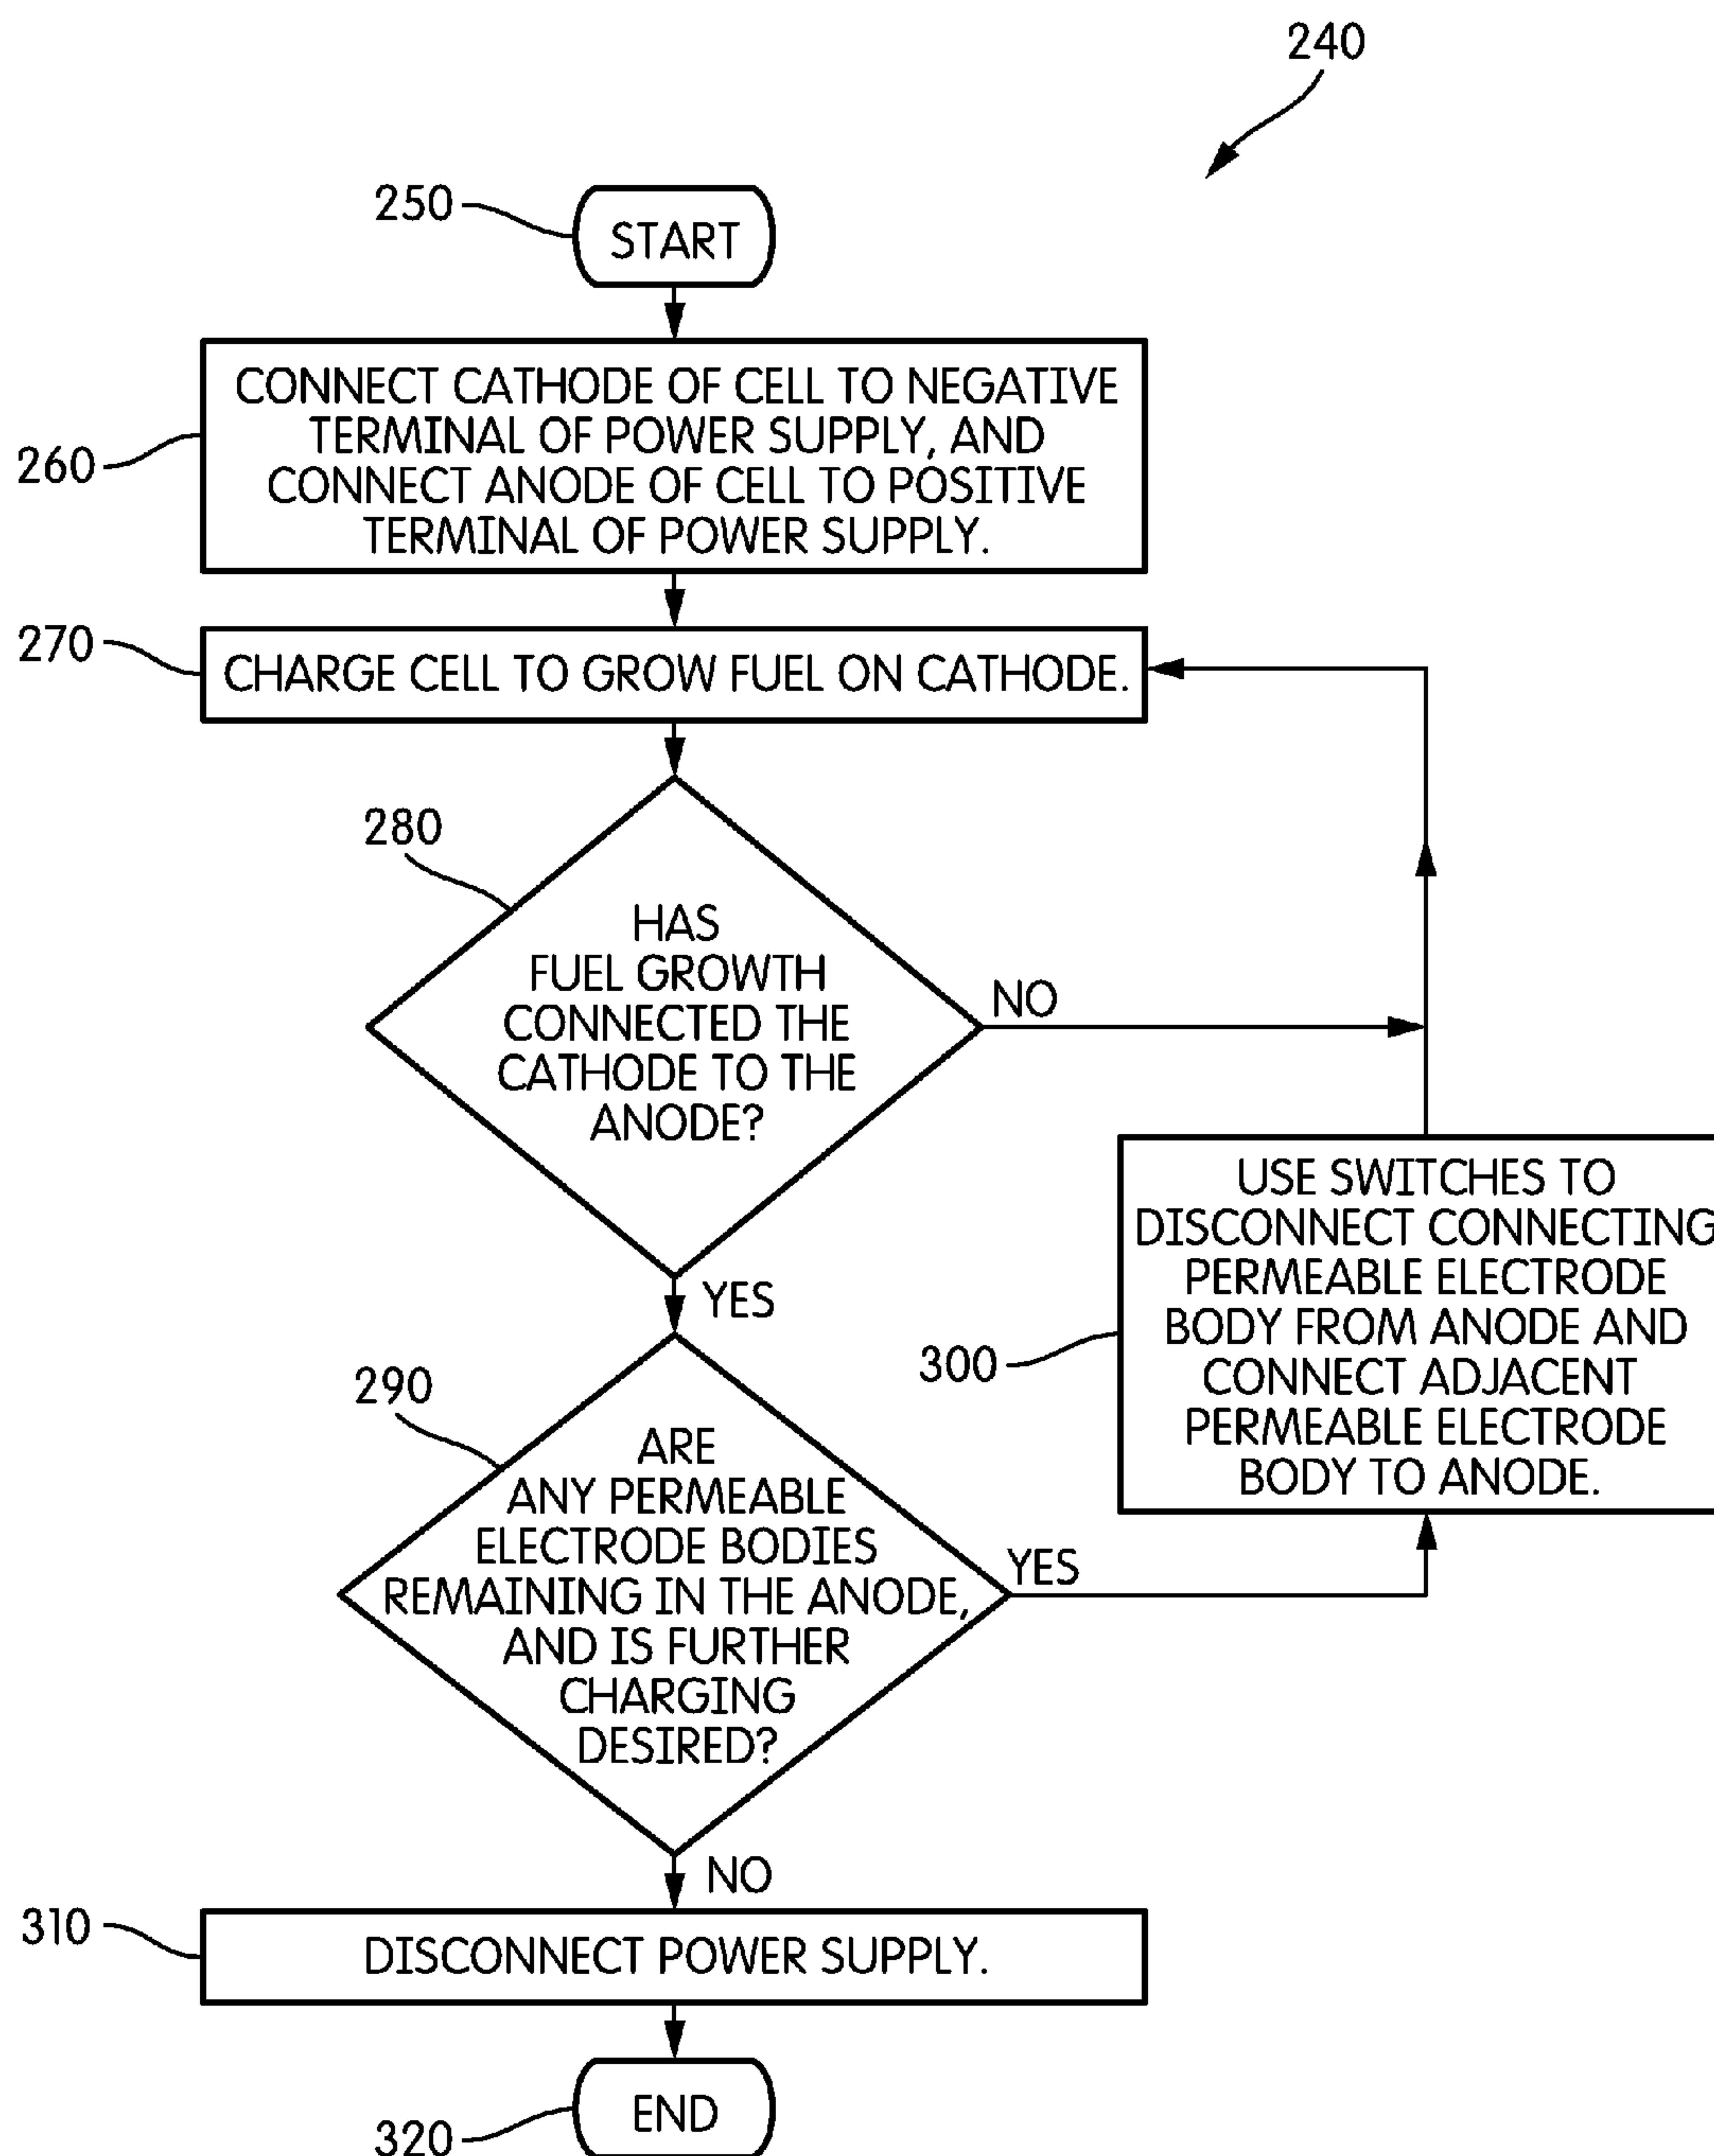 240
250
START
260
CONNECT CATHODE OF CELL TO NEGATIVE
TERMINAL OF POWER SUPPLY, AND
CONNECT ANODE OF CELL TO POSITIVE
TERMINAL OF POWER SUPPLY.
270
CHARGE CELL TO GROW FUEL ON CATHODE.
280
HAS
FUEL GROWTH
CONNECTED THE
CATHODE TO THE
ANODE?
NO
YES
290
ARE
ANY PERMEABLE
ELECTRODE BODIES
REMAINING IN THE ANODE,
AND IS FURTHER
CHARGING
DESIRED?
YES
300
USE SWITCHES TO
DISCONNECT CONNECTING
PERMEABLE ELECTRODE
BODY FROM ANODE AND
CONNECT ADJACENT
PERMEABLE ELECTRODE
BODY TO ANODE.
NO
310
DISCONNECT POWER SUPPLY.
END
320